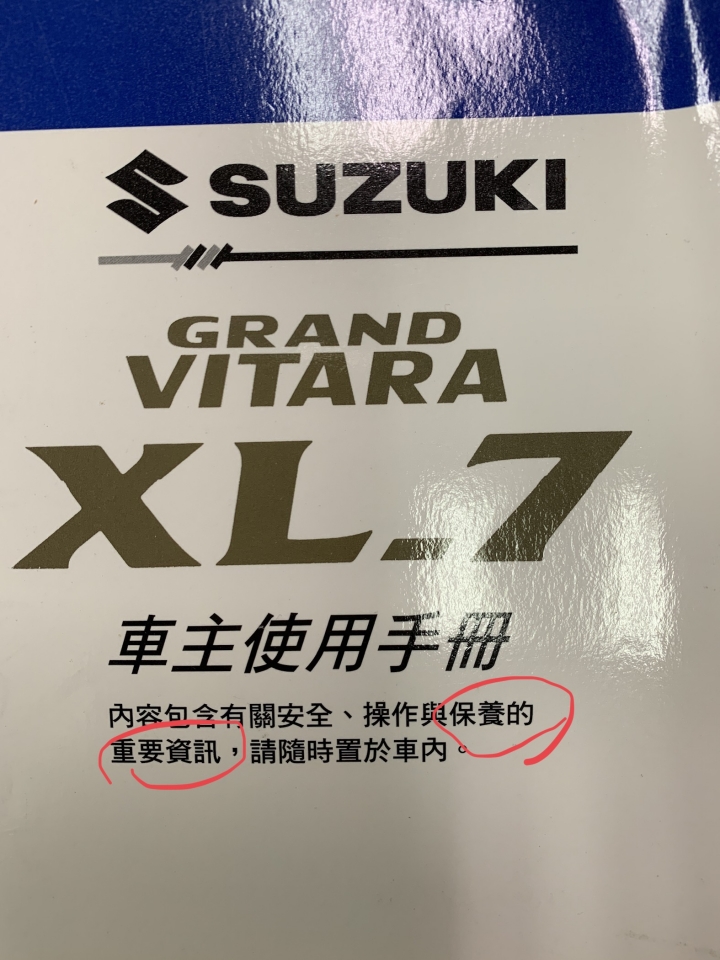 SUZUKI
GRAND
VITARA
XL-7
車主使用手冊
內容包含有關安全、操作與保養的
重要資訊，請隨時置於車內。